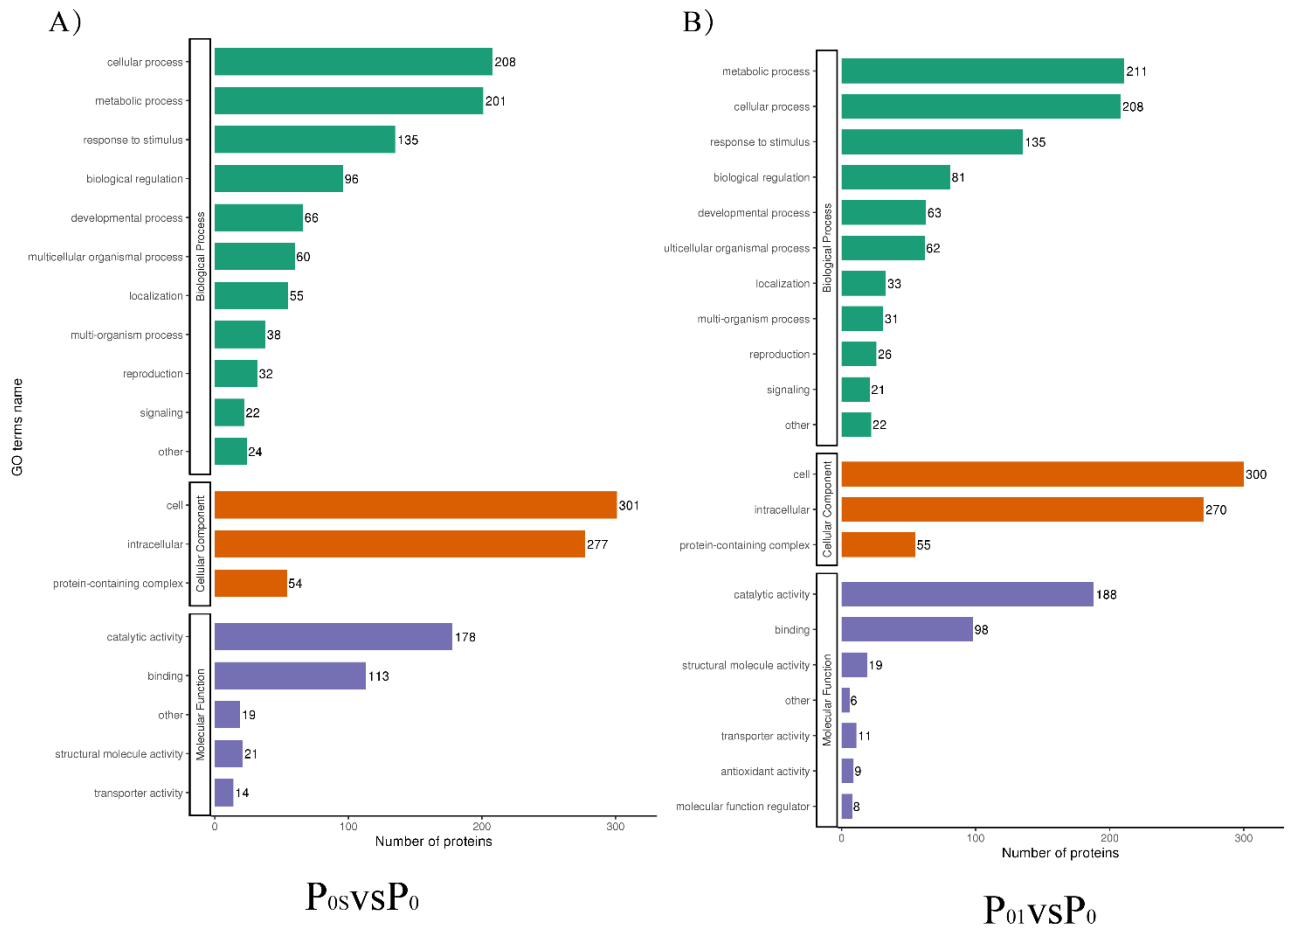 A)
GO terms name
Biological Process
cellular process 208
metabolic process 201
response to stimulus 135
biological regulation 96
developmental process 66
multicellular organismal process 60
localization 55
multi-organism process 38
reproduction 32
signaling 22
other 24
Cellular Component
cell 301
intracellular 277
protein-containing complex 54
Molecular Function
catalytic activity 178
binding 113
other 19
structural molecule activity 21
transporter activity 14
0 100 200 300
Number of proteins
P0SvsP0
B)
Biological Process
metabolic process 211
cellular process 208
response to stimulus 135
biological regulation 81
developmental process 63
ulticellular organismal process 62
localization 33
multi-organism process 31
reproduction 26
signaling 21
other 22
Cellular Component
cell 300
intracellular 270
protein-containing complex 55
Molecular Function
catalytic activity 188
binding 98
structural molecule activity 19
other 6
transporter activity 11
antioxidant activity 9
molecular function regulator 8
0 100 200 300
Number of proteins
P01vsP0